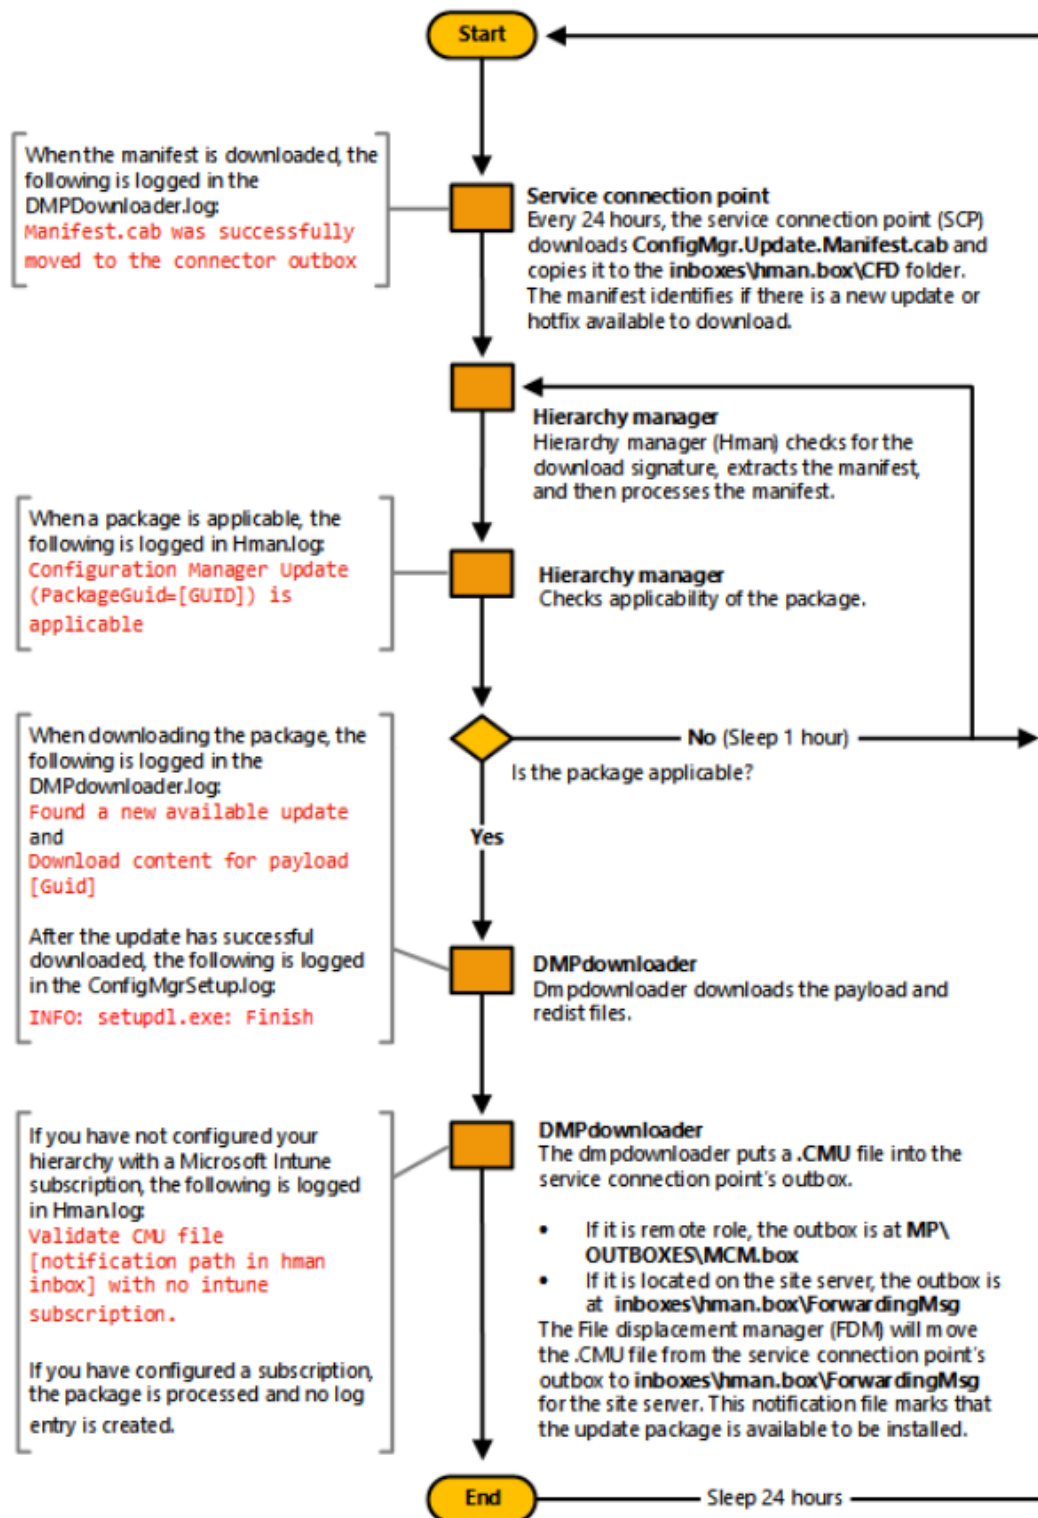 Start
When the manifest is downloaded, the
following is logged in the
DMPDownloader.log:
Manifest.cab was successfully
moved to the connector outbox
Service connection point
Every 24 hours, the service connection point (SCP)
downloads ConfigMgr.Update.Manifest.cab and
copies it to the inboxes\hman.box\CFD folder.
The manifest identifies if there is a new update or
hotfix available to download.
Hierarchy manager
Hierarchy manager (Hman) checks for the
download signature, extracts the manifest,
and then processes the manifest.
When a package is applicable, the
following is logged in Hman.log:
Configuration Manager Update
(PackageGuid=[GUID]) is
applicable
Hierarchy manager
Checks applicability of the package.
No (Sleep 1 hour)
Is the package applicable?
Yes
When downloading the package, the
following is logged in the
DMPdownloader.log:
Found a new available update
and
Download content for payload
[Guid]
After the update has successful
downloaded, the following is logged
in the ConfigMgrSetup.log:
INFO: setupdl.exe: Finish
DMPdownloader
Dmpdownloader downloads the payload and
redist files.
If you have not configured your
hierarchy with a Microsoft Intune
subscription, the following is logged
in Hman.log:
Validate CMU file
[notification path in hman
inbox] with no intune
subscription.
If you have configured a subscription,
the package is processed and no log
entry is created.
DMPdownloader
The dmpdownloader puts a .CMU file into the
service connection point's outbox.
• If it is remote role, the outbox is at MP\
OUTBOXES\MCM.box
• If it is located on the site server, the outbox is
at inboxes\hman.box\ForwardingMsg
The File displacement manager (FDM) will move
the .CMU file from the service connection point's
outbox to inboxes\hman.box\ForwardingMsg
for the site server. This notification file marks that
the update package is available to be installed.
End
Sleep 24 hours